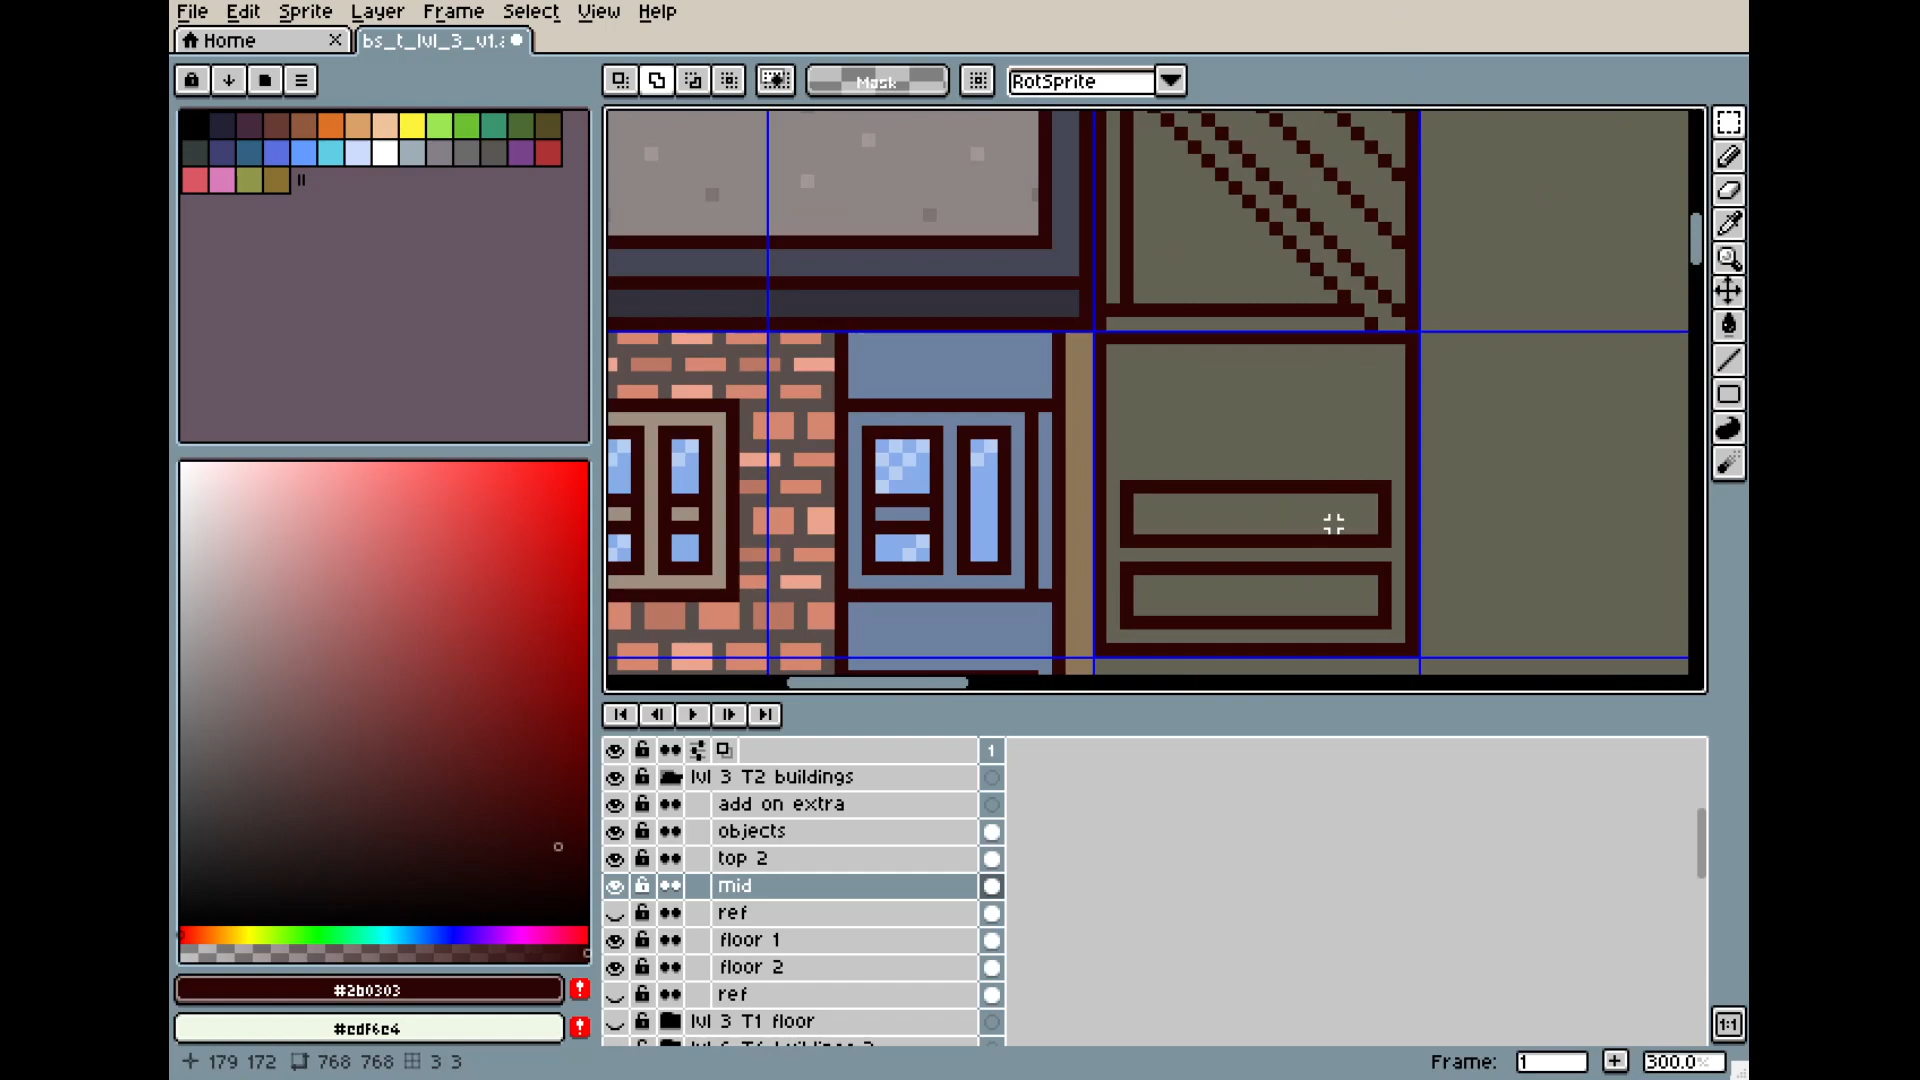 File Edit Sprite Layer Frame Select View Help
Home bs_t_lvl_3_v1.a
Mask RotSprite
1
lvl 3 T2 buildings
add on extra
objects
top 2
mid
ref
floor 1
floor 2
ref
lvl 3 T1 floor
#2b0303
#edf6e4
1:1
179 172 768 768 3 3
Frame: 1 300.0